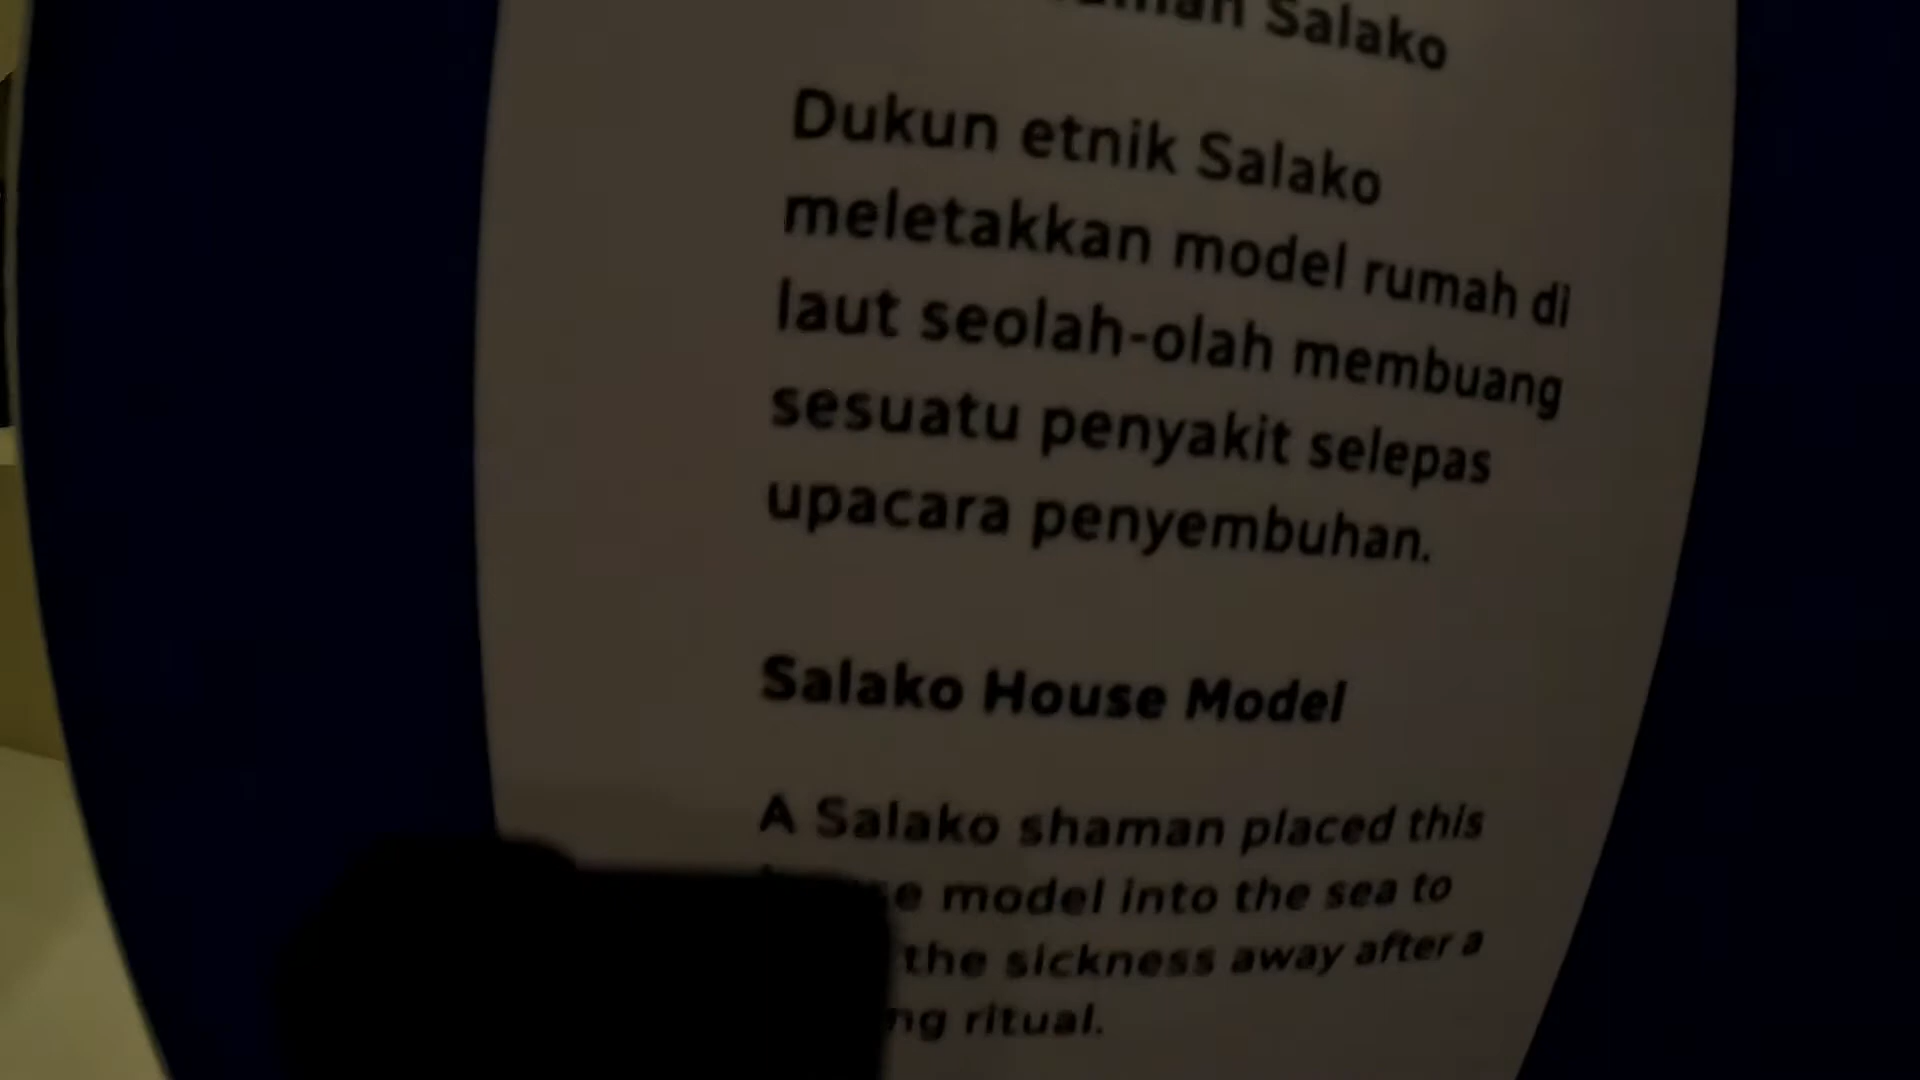 Salako
Dukun etnik Salako
meletakkan model rumah di
laut seolah-olah membuang
sesuatu penyakit selepas
upacara penyembuhan.
Salako House Model
A Salako shaman placed this
model into the sea to
the sickness away after a
ritual.